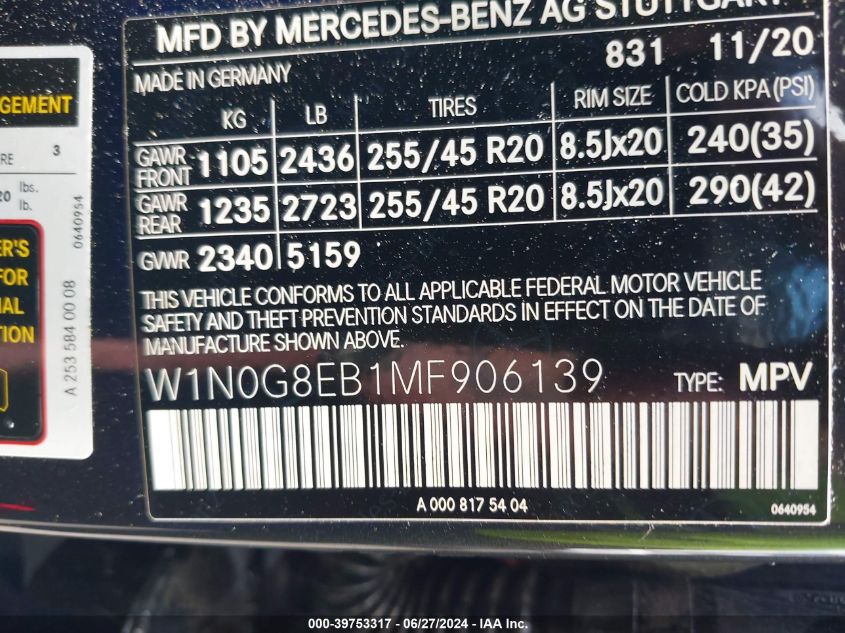 MFD BY MERCEDES-BENZ AG STUTTGART
831 11/20
MADE IN GERMANY
KG LB TIRES RIM SIZE COLD KPA (PSI)
GAWR FRONT 1105 2436 255/45 R20 8.5Jx20 240(35)
GAWR REAR 1235 2723 255/45 R20 8.5Jx20 290(42)
GVWR 2340 5159
THIS VEHICLE CONFORMS TO ALL APPLICABLE FEDERAL MOTOR VEHICLE
SAFETY AND THEFT PREVENTION STANDARDS IN EFFECT ON THE DATE OF
MANUFACTURE SHOWN ABOVE.
W1N0G8EB1MF906139 TYPE: MPV
A 000 817 54 04
0640954
3
lbs.
lb.
0640954
FOR
A 253 584 00 08
000-39753317 - 06/27/2024 - IAA, Inc.